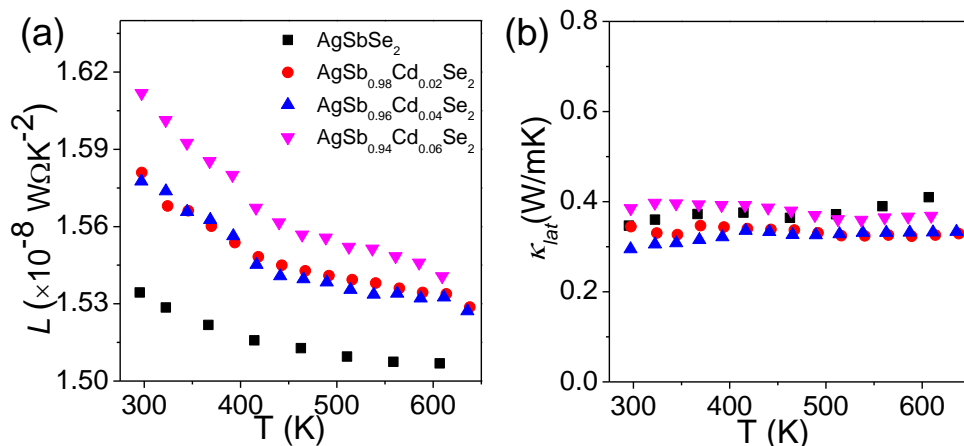 (a)
AgSbSe₂
AgSb₀.₉₈Cd₀.₀₂Se₂
AgSb₀.₉₆Cd₀.₀₄Se₂
AgSb₀.₉₄Cd₀.₀₆Se₂
1.62
1.59
1.56
1.53
1.50
L (×10⁻⁸ WΩK⁻²)
300 400 500 600
T (K)
(b)
0.8
0.6
0.4
0.2
0.0
κ_lat(W/mK)
300 400 500 600
T (K)